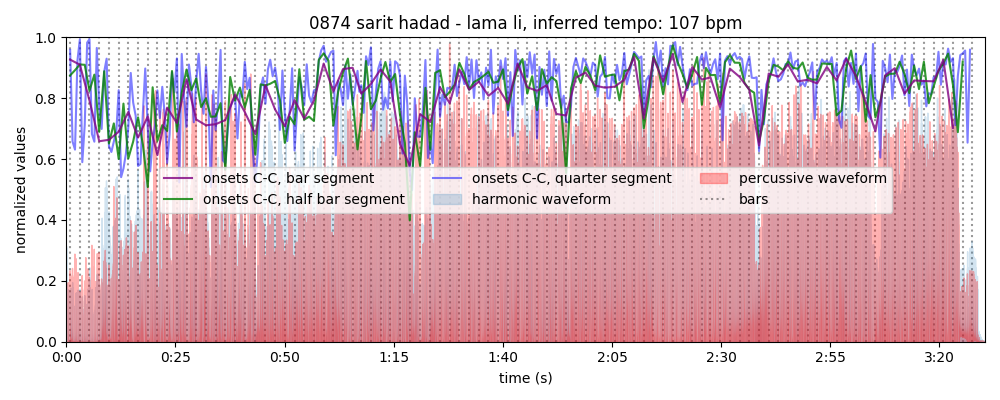 0874 sarit hadad - lama li, inferred tempo: 107 bpm
1.0
0.8
0.6
0.4
0.2
0.0
normalized values
onsets C-C, bar segment
onsets C-C, half bar segment
onsets C-C, quarter segment
harmonic waveform
percussive waveform
bars
0:00 0:25 0:50 1:15 1:40 2:05 2:30 2:55 3:20
time (s)